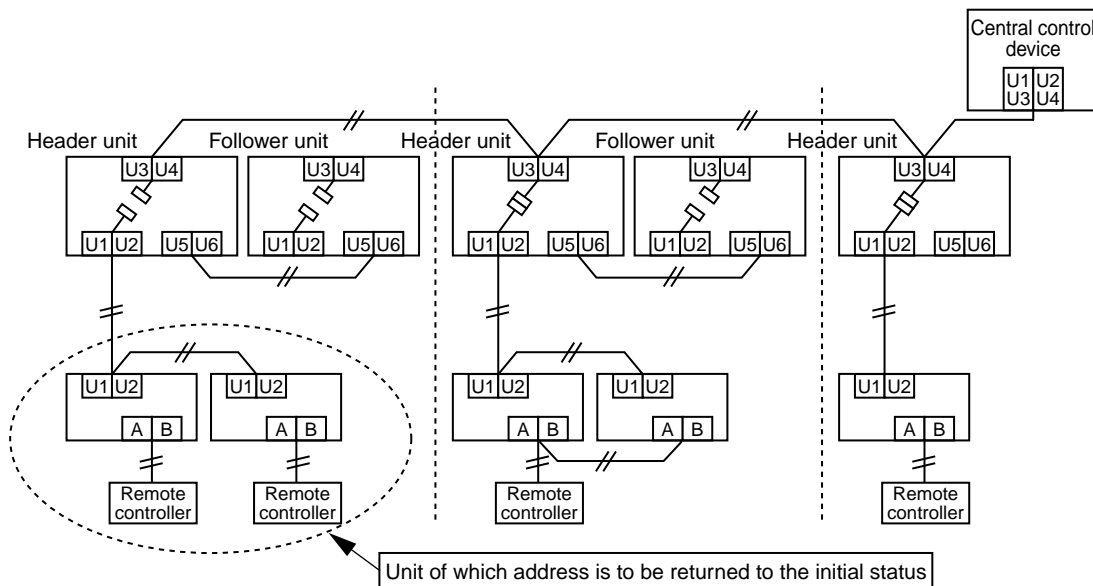 Central control
device
U1 U2
U3 U4
Header unit Follower unit Header unit Follower unit Header unit
U3 U4 U3 U4 U3 U4 U3 U4 U3 U4
U1 U2 U5 U6 U1 U2 U5 U6 U1 U2 U5 U6 U1 U2 U5 U6 U1 U2 U5 U6
U1 U2 U1 U2 U1 U2 U1 U2 U1 U2
A B A B A B A B A B
Remote Remote Remote Remote
controller controller controller controller
Unit of which address is to be returned to the initial status